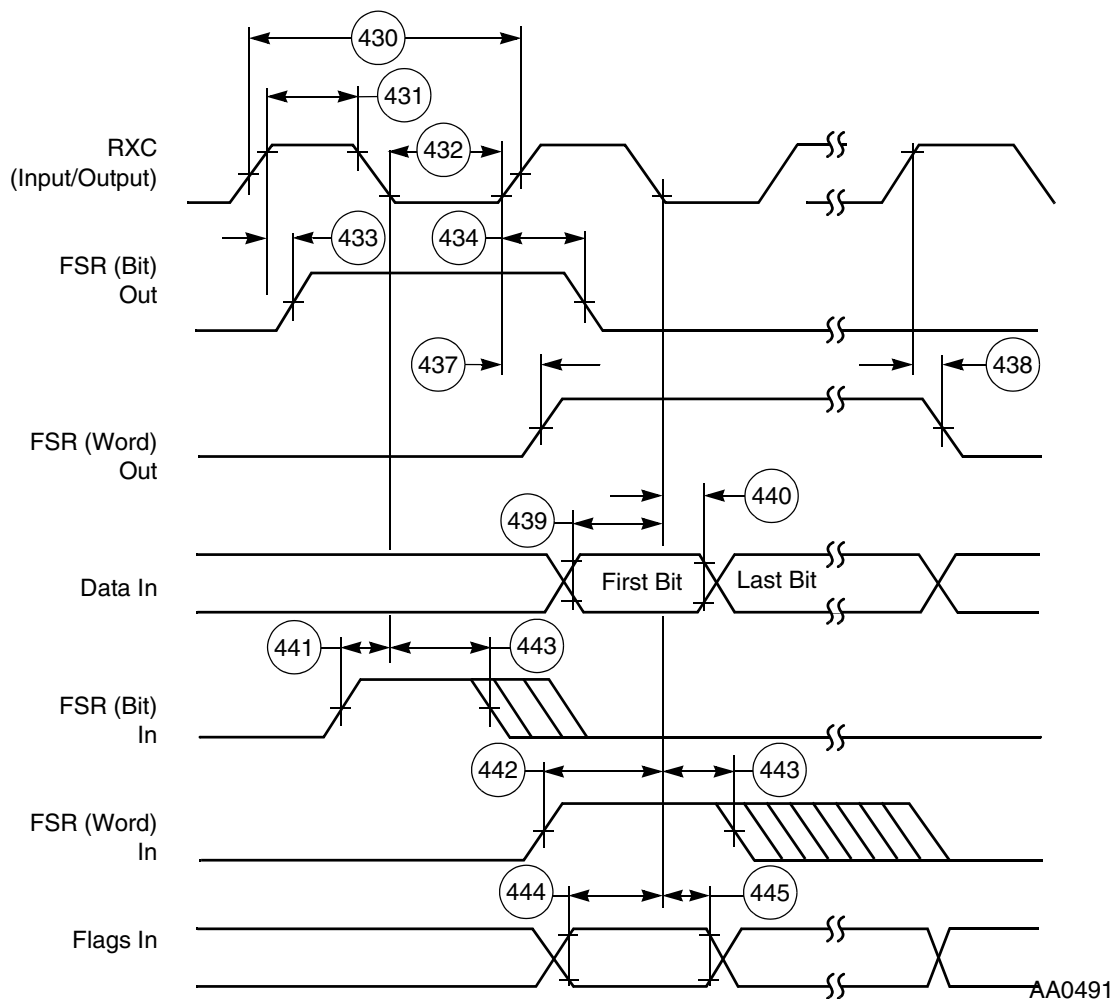 430
431
RXC
(Input/Output)
432
433
434
FSR (Bit)
Out
437
438
FSR (Word)
Out
439
440
Data In
First Bit
Last Bit
441
443
FSR (Bit)
In
442
443
FSR (Word)
In
444
445
Flags In
AA0491